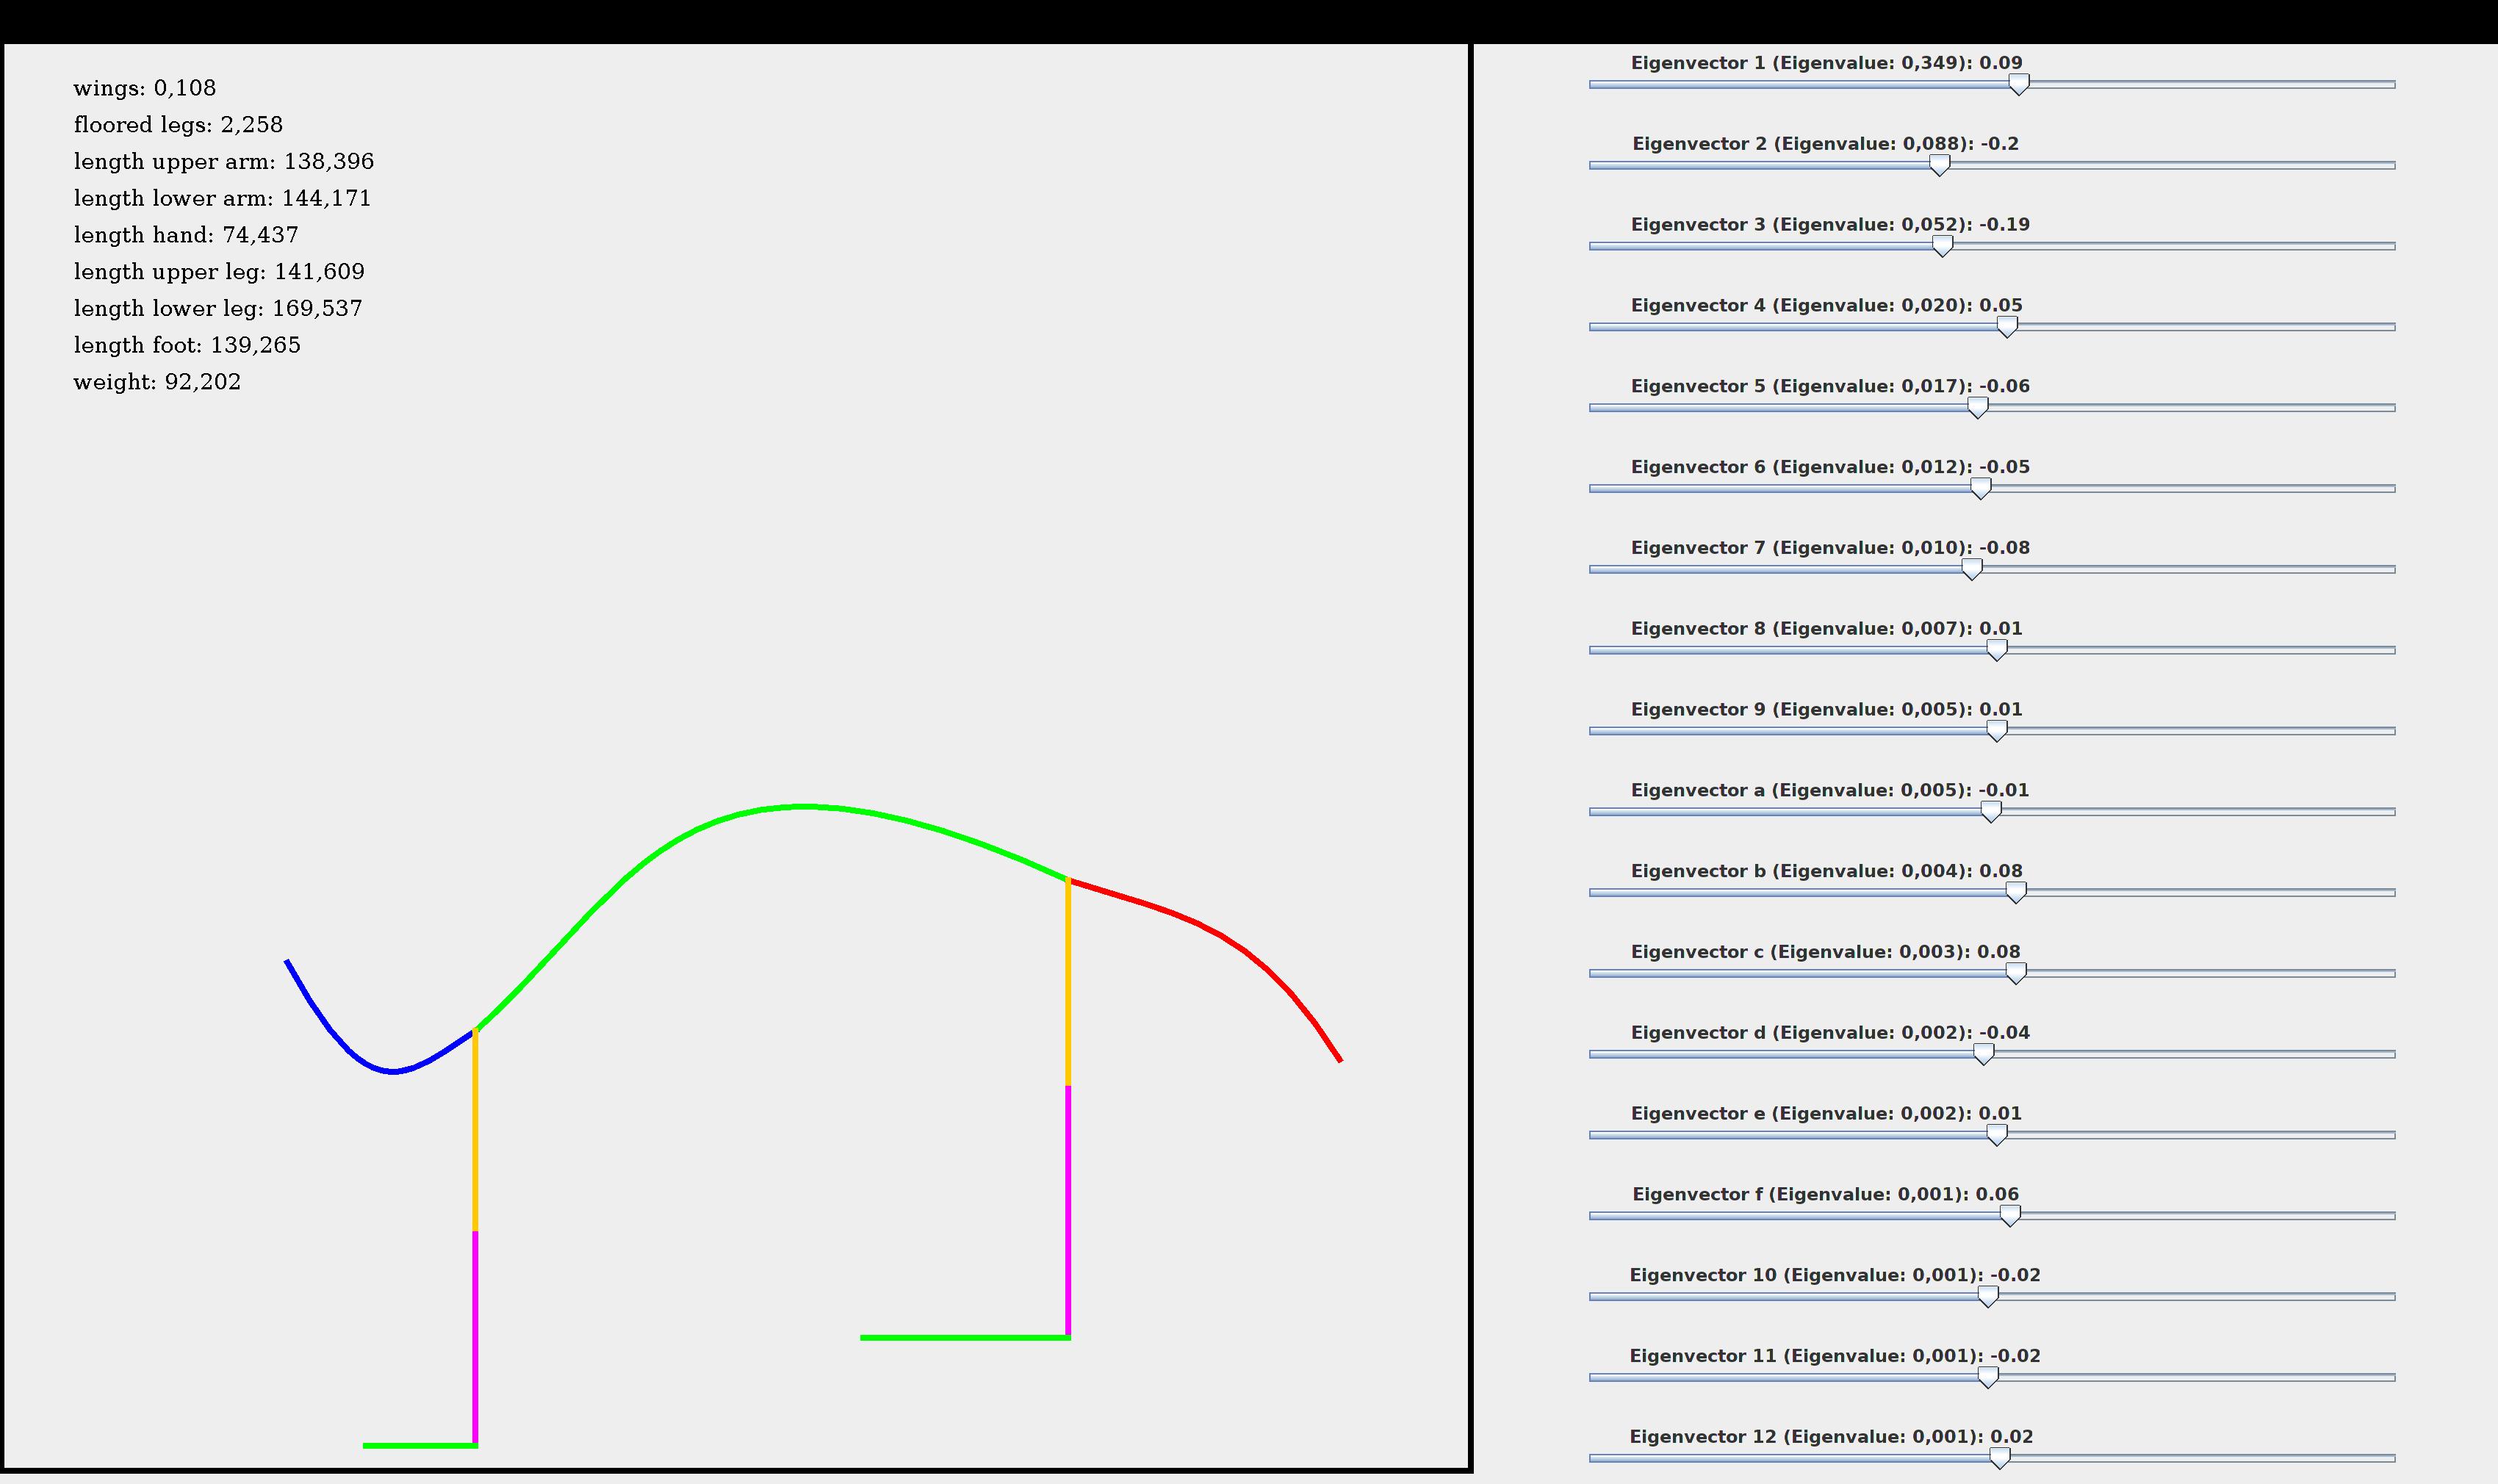 wings: 0,108
floored legs: 2,258
length upper arm: 138,396
length lower arm: 144,171
length hand: 74,437
length upper leg: 141,609
length lower leg: 169,537
length foot: 139,265
weight: 92,202
Eigenvector 1 (Eigenvalue: 0,349): 0.09
Eigenvector 2 (Eigenvalue: 0,088): -0.2
Eigenvector 3 (Eigenvalue: 0,052): -0.19
Eigenvector 4 (Eigenvalue: 0,020): 0.05
Eigenvector 5 (Eigenvalue: 0,017): -0.06
Eigenvector 6 (Eigenvalue: 0,012): -0.05
Eigenvector 7 (Eigenvalue: 0,010): -0.08
Eigenvector 8 (Eigenvalue: 0,007): 0.01
Eigenvector 9 (Eigenvalue: 0,005): 0.01
Eigenvector a (Eigenvalue: 0,005): -0.01
Eigenvector b (Eigenvalue: 0,004): 0.08
Eigenvector c (Eigenvalue: 0,003): 0.08
Eigenvector d (Eigenvalue: 0,002): -0.04
Eigenvector e (Eigenvalue: 0,002): 0.01
Eigenvector f (Eigenvalue: 0,001): 0.06
Eigenvector 10 (Eigenvalue: 0,001): -0.02
Eigenvector 11 (Eigenvalue: 0,001): -0.02
Eigenvector 12 (Eigenvalue: 0,001): 0.02